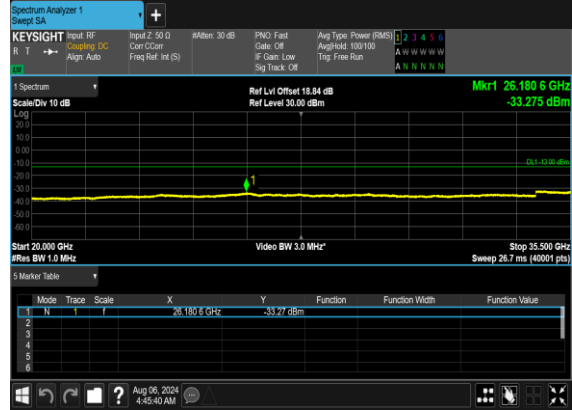 Spectrum Analyzer 1
Swept SA
+
KEYSIGHT Input: RF Input Z: 50 Ω #Atten: 30 dB PNO: Fast Avg Type: Power (RMS) 1 2 3 4 5 6
R T Coupling: DC Corr CCorr Gate: Off Avg|Hold: 100/100 A W W W W W
Align: Auto Freq Ref: Int (S) IF Gain: Low Trig: Free Run
Sig Track: Off A N N N N N
1 Spectrum Ref Lvl Offset 18.84 dB Mkr1 26.180 6 GHz
Scale/Div 10 dB Ref Level 30.00 dBm -33.275 dBm
Log
20.0
10.0
0.00
-10.0 DL1 -13.00 dBm
-20.0
-30.0 1
-40.0
-50.0
-60.0
Start 20.000 GHz Video BW 3.0 MHz* Stop 35.500 GHz
#Res BW 1.0 MHz Sweep 26.7 ms (40001 pts)
5 Marker Table
Mode Trace Scale X Y Function Function Width Function Value
1 N 1 f 26.180 6 GHz -33.27 dBm
2
3
4
5
6
? Aug 06, 2024
4:45:40 AM